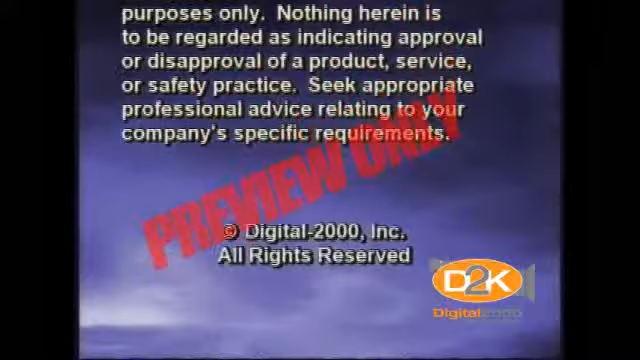 purposes only.  Nothing herein is
to be regarded as indicating approval
or disapproval of a product, service,
or safety practice.  Seek appropriate
professional advice relating to your
company's specific requirements.
PREVIEW ONLY
© Digital-2000, Inc.
All Rights Reserved
D2K
Digital2000